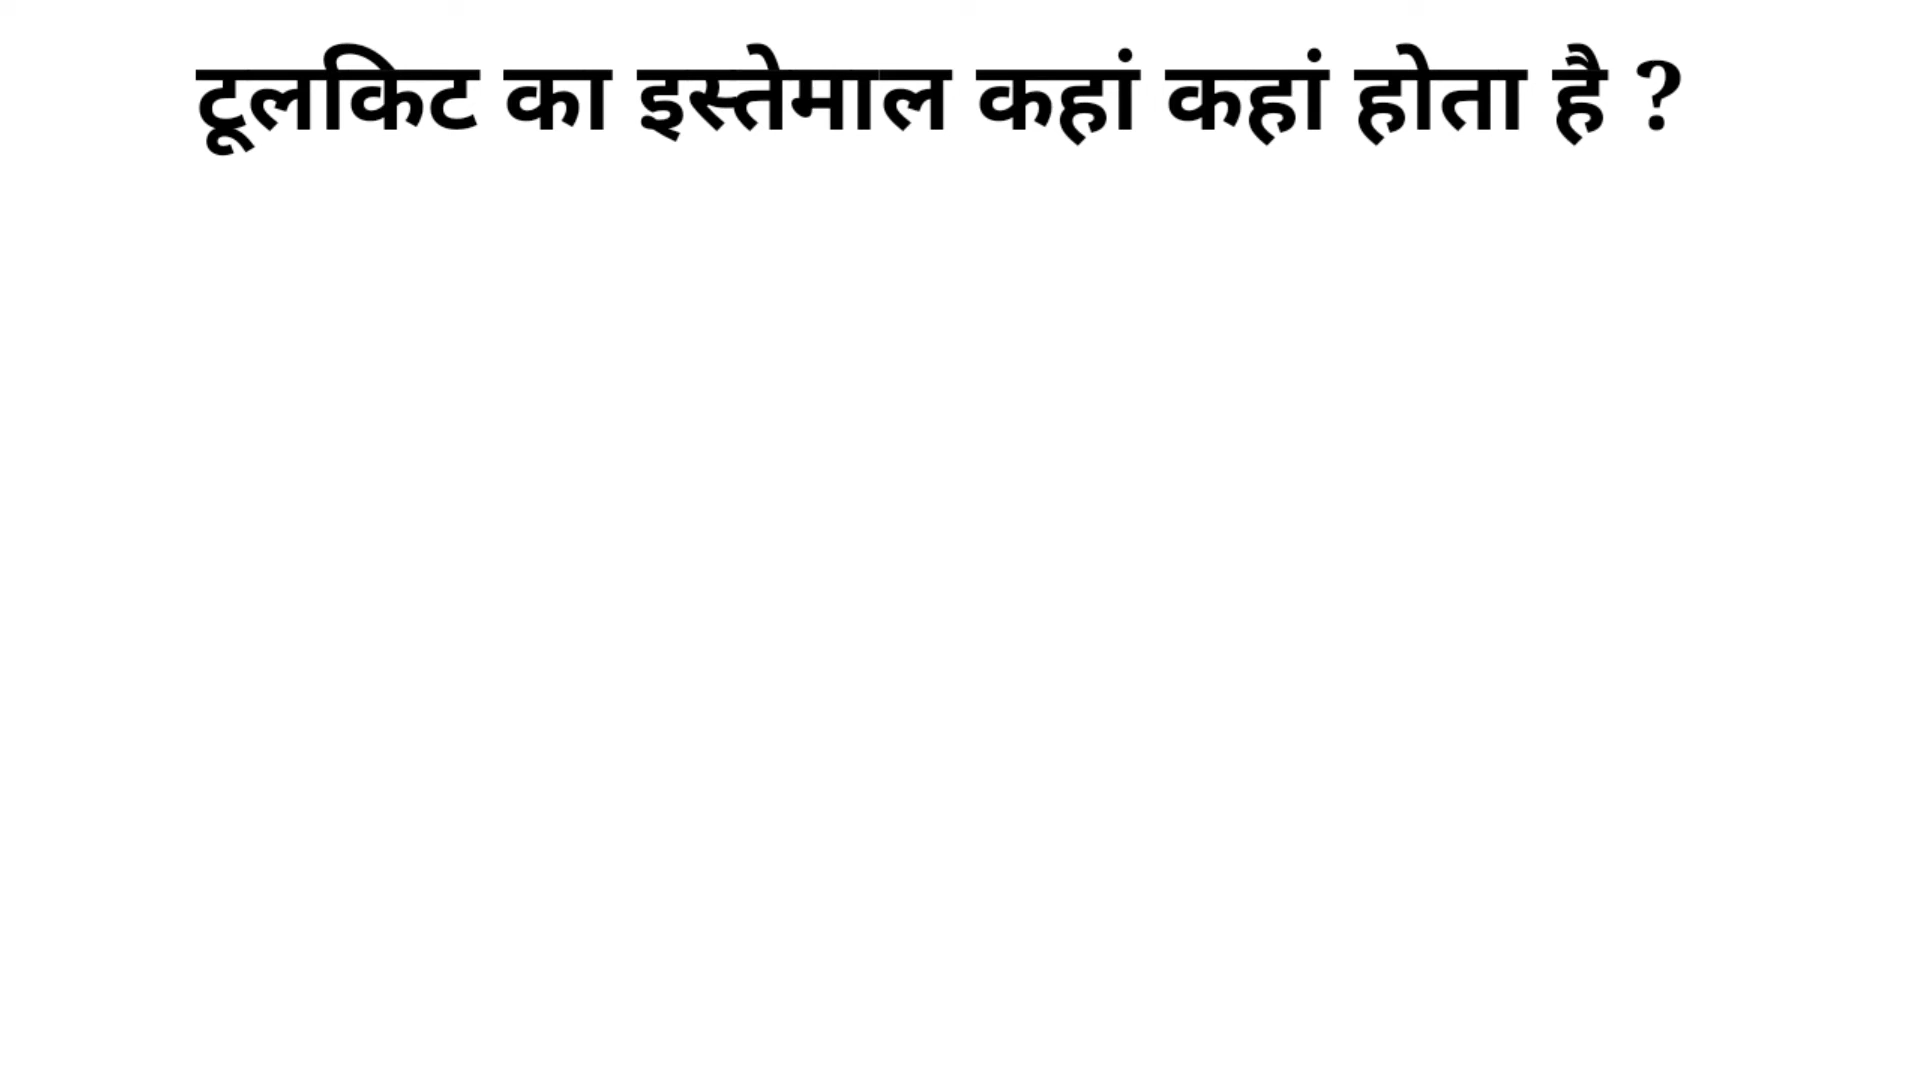 टूलकिट का इस्तेमाल कहां कहां होता है ?